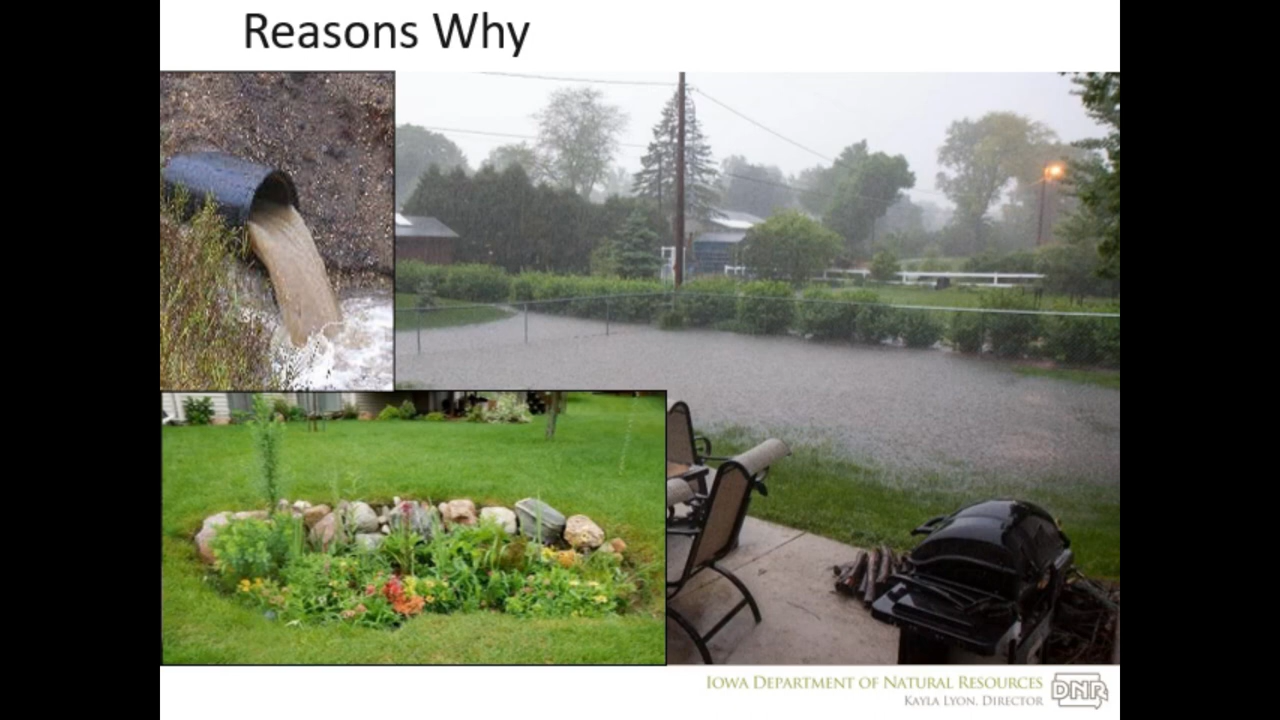 Reasons Why
Iowa Department of Natural Resources
Kayla Lyon, Director
DNR